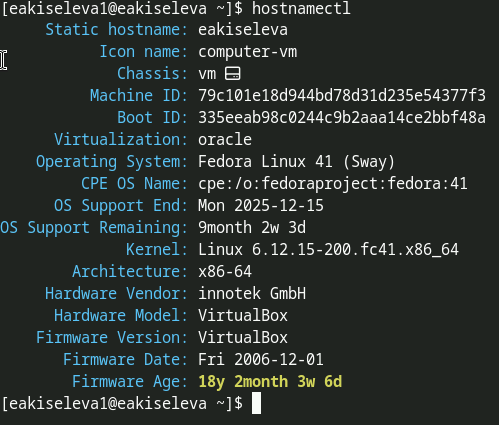 [eakiseleva1@eakiseleva ~]$ hostnamectl
Static hostname: eakiseleva
Icon name: computer-vm
Chassis: vm
Machine ID: 79c101e18d944bd78d31d235e54377f3
Boot ID: 335eeab98c0244c9b2aaa14ce2bbf48a
Virtualization: oracle
Operating System: Fedora Linux 41 (Sway)
CPE OS Name: cpe:/o:fedoraproject:fedora:41
OS Support End: Mon 2025-12-15
OS Support Remaining: 9month 2w 3d
Kernel: Linux 6.12.15-200.fc41.x86_64
Architecture: x86-64
Hardware Vendor: innotek GmbH
Hardware Model: VirtualBox
Firmware Version: VirtualBox
Firmware Date: Fri 2006-12-01
Firmware Age: 18y 2month 3w 6d
[eakiseleva1@eakiseleva ~]$